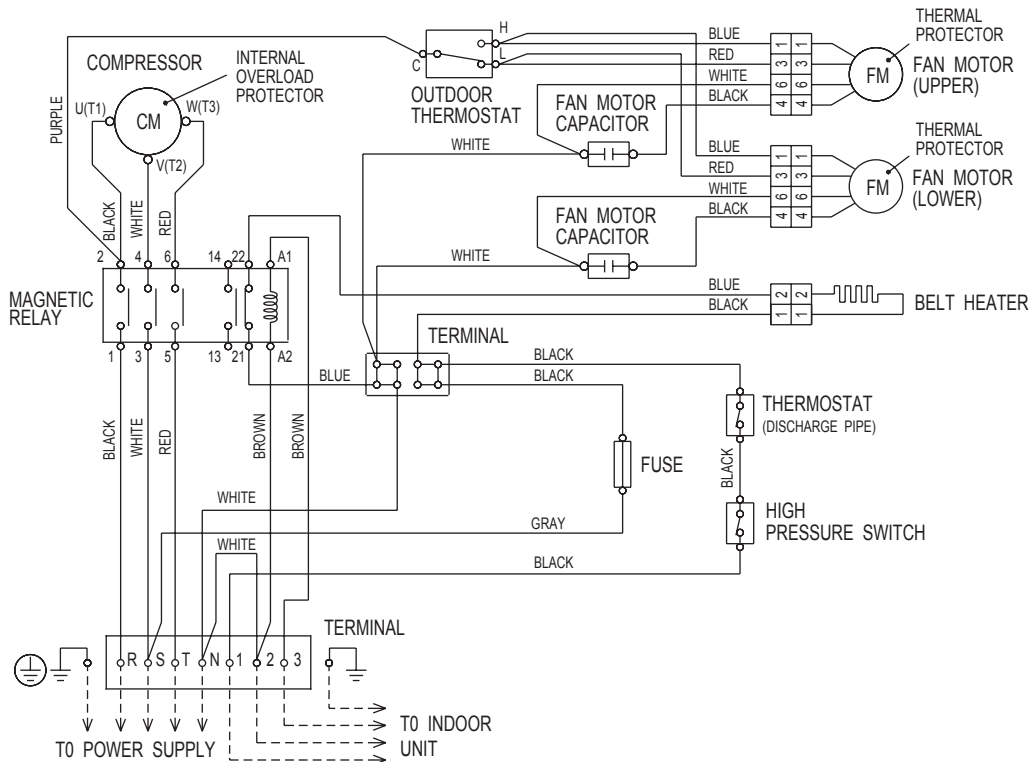 COMPRESSOR
INTERNAL
OVERLOAD
PROTECTOR
U(T1)
CM
W(T3)
V(T2)
PURPLE
BLACK
WHITE
RED
C
H
L
OUTDOOR
THERMOSTAT
BLUE
RED
WHITE
BLACK
1 1
3 3
6 6
4 4
FM
THERMAL
PROTECTOR
FAN MOTOR
(UPPER)
FAN MOTOR
CAPACITOR
WHITE
BLUE
RED
WHITE
BLACK
1 1
3 3
6 6
4 4
FM
THERMAL
PROTECTOR
FAN MOTOR
(LOWER)
FAN MOTOR
CAPACITOR
WHITE
2 4 6 14 22 A1
MAGNETIC
RELAY
1 3 5 13 21 A2
BLUE
BLACK
2 2
1 1
BELT HEATER
TERMINAL
BLUE
BLACK
BLACK
THERMOSTAT
(DISCHARGE PIPE)
BLACK
WHITE
RED
BROWN
BROWN
FUSE
BLACK
HIGH
PRESSURE SWITCH
WHITE
GRAY
WHITE
BLACK
TERMINAL
R S T N 1 2 3
TO POWER SUPPLY
TO INDOOR
UNIT